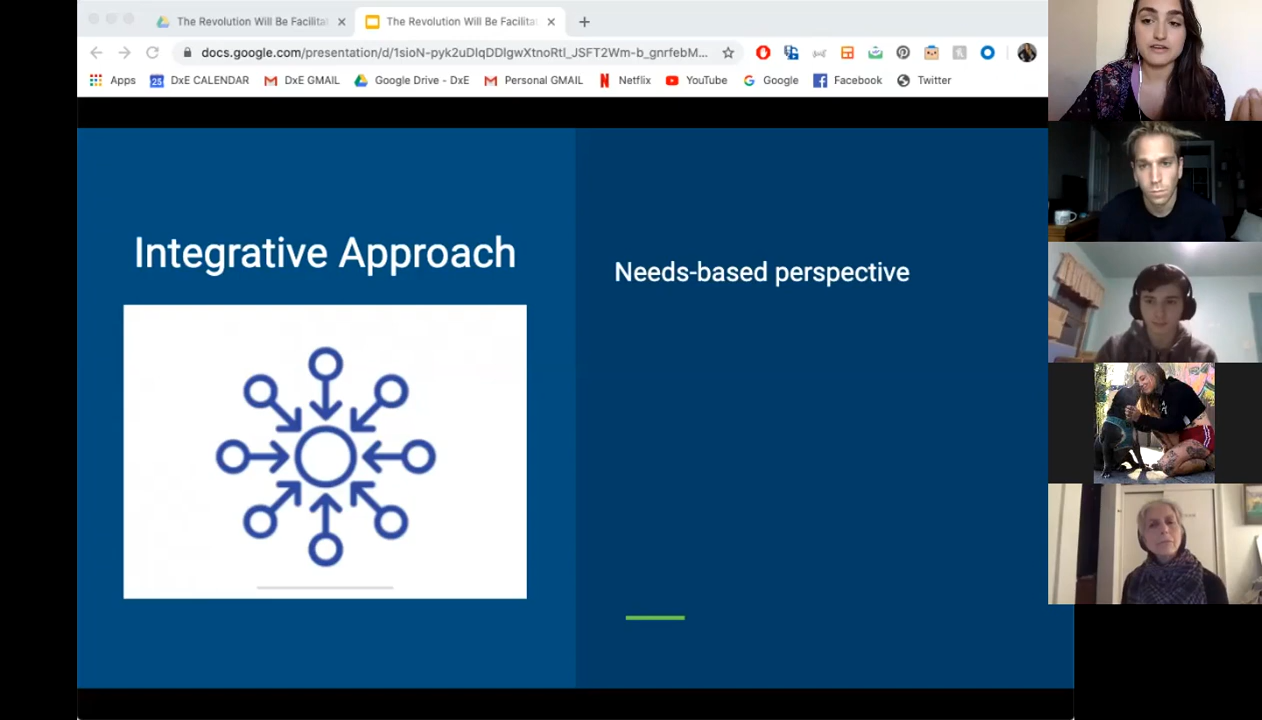 The Revolution Will Be Facilita
The Revolution Will Be Facilita
docs.google.com/presentation/d/1sioN-pyk2uDlqDDlgwXtnoRtl_JSFT2Wm-b_gnrfebM...
Apps
25
DxE CALENDAR
DxE GMAIL
Google Drive - DxE
Personal GMAIL
Netflix
YouTube
Google
Facebook
Twitter
Integrative Approach
Needs-based perspective